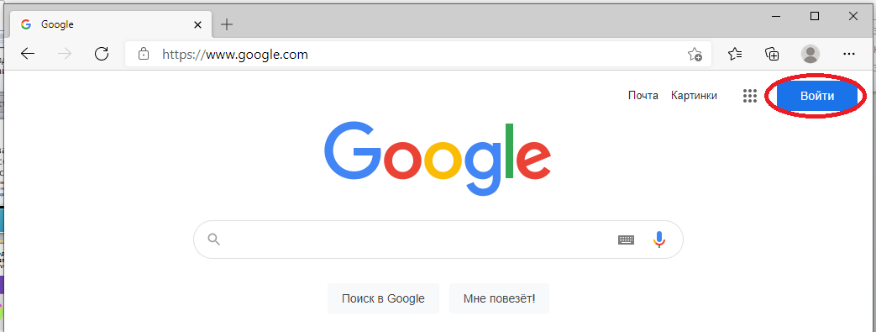 Google
https://www.google.com
Почта Картинки Войти
Google
Поиск в Google Мне повезёт!